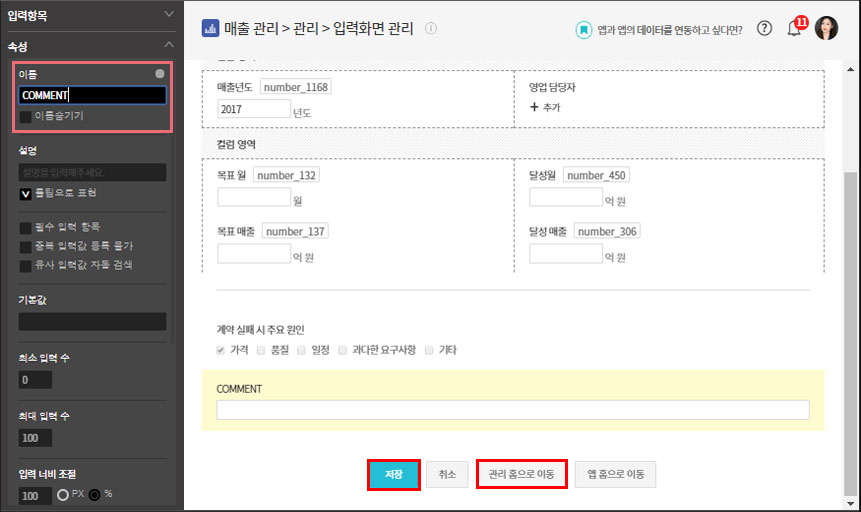 입력항목
속성
이름
COMMENT
이름숨기기
설명
설명을 입력해주세요.
툴팁으로 표현
필수 입력 항목
중복 입력값 등록 불가
유사 입력값 자동 검색
기본값
최소 입력 수
0
최대 입력 수
100
입력 너비 조절
100 PX %
매출 관리 > 관리 > 입력화면 관리
앱과 앱의 데이터를 연동하고 싶다면?
11
매출년도 number_1168
2017 년도
영업 담당자
+ 추가
컬럼 영역
목표 월 number_132
월
달성월 number_450
억 원
목표 매출 number_137
억 원
달성 매출 number_306
억 원
계약 실패 시 주요 원인
가격 품질 일정 과다한 요구사항 기타
COMMENT
저장 취소 관리 홈으로 이동 앱 홈으로 이동